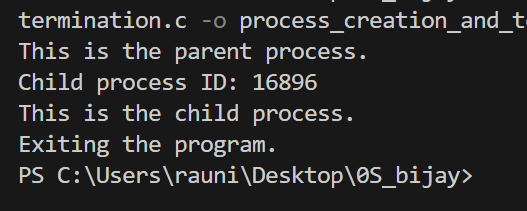 termination.c -o process_creation_and_t
This is the parent process.
Child process ID: 16896
This is the child process.
Exiting the program.
PS C:\Users\rauni\Desktop\0S_bijay>